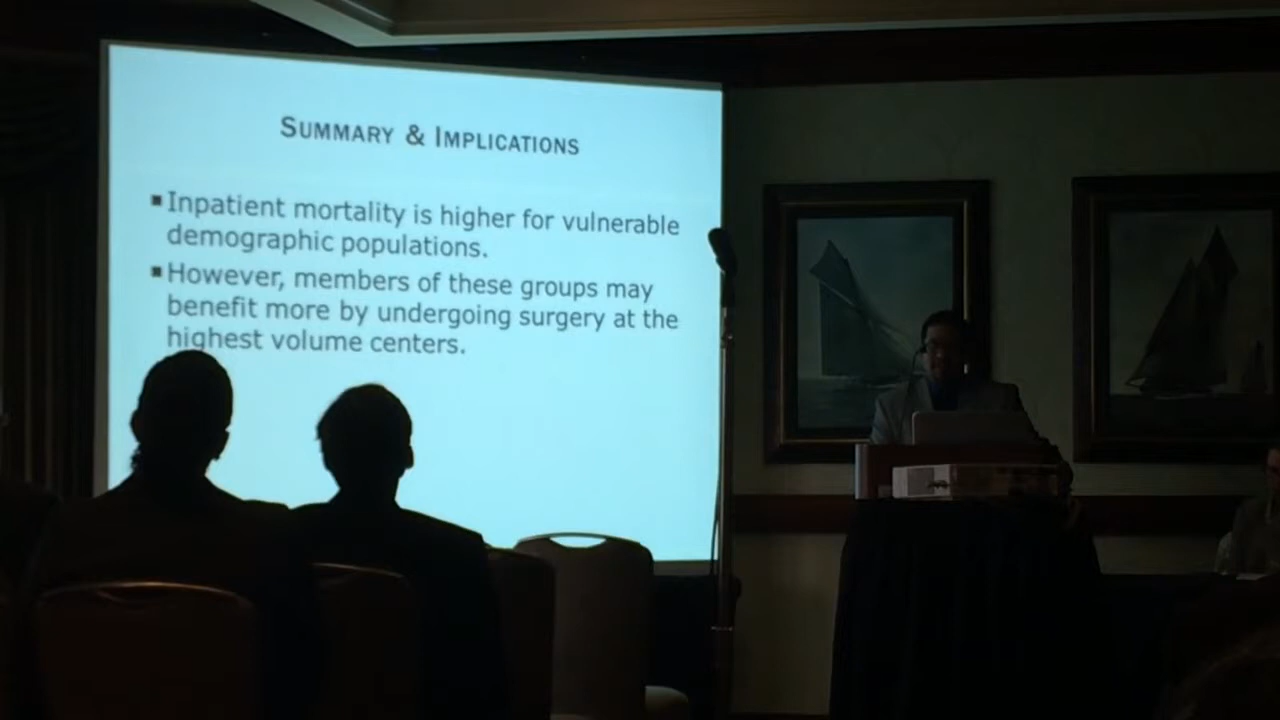 SUMMARY & IMPLICATIONS
▪ Inpatient mortality is higher for vulnerable
demographic populations.
▪ However, members of these groups may
benefit more by undergoing surgery at the
highest volume centers.